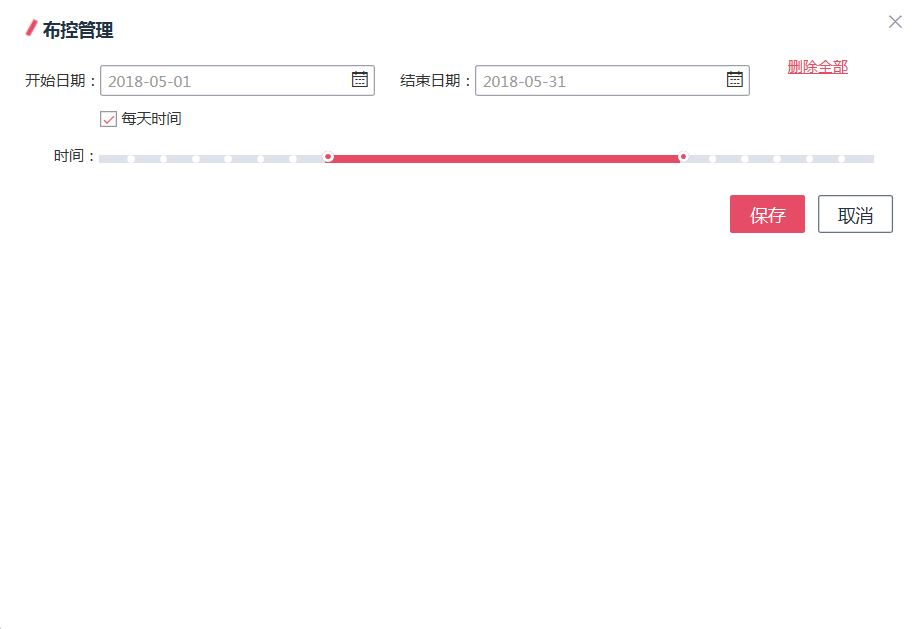 布控管理
开始日期：2018-05-01 结束日期：2018-05-31 删除全部
每天时间
时间：
保存 取消